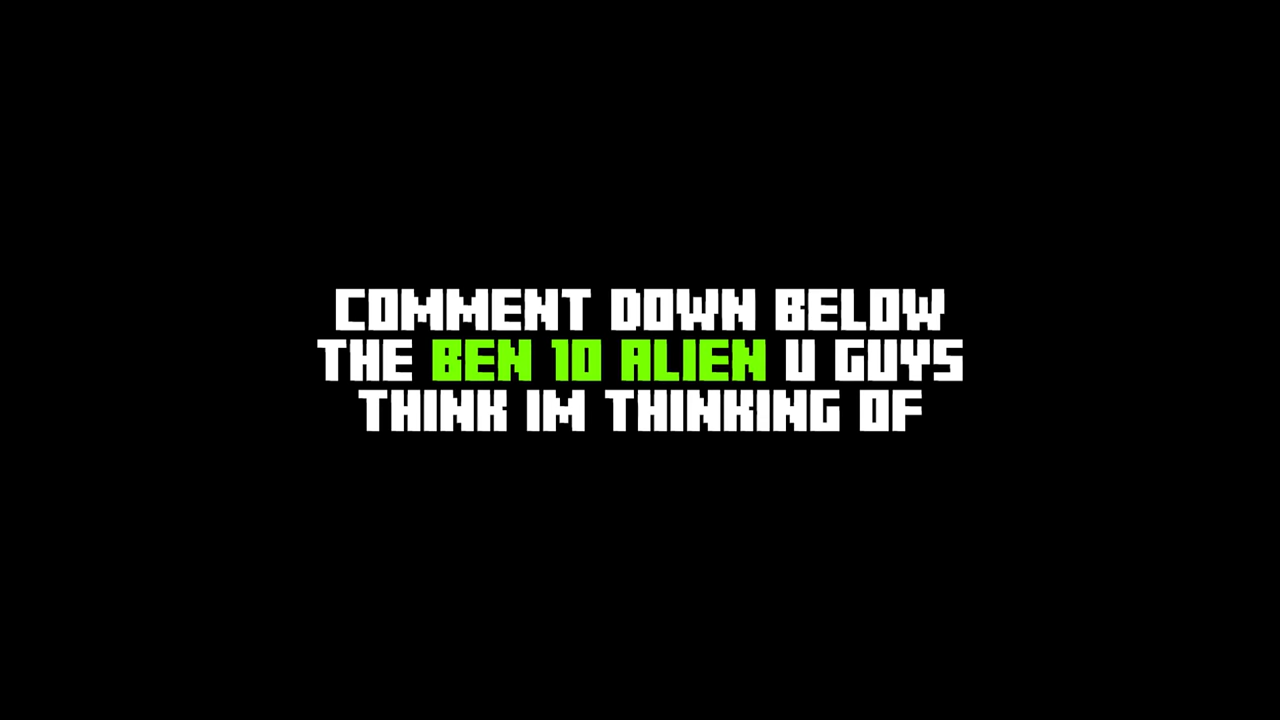 COMMENT DOWN BELOW
THE BEN 10 ALIEN U GUYS
THINK IM THINKING OF